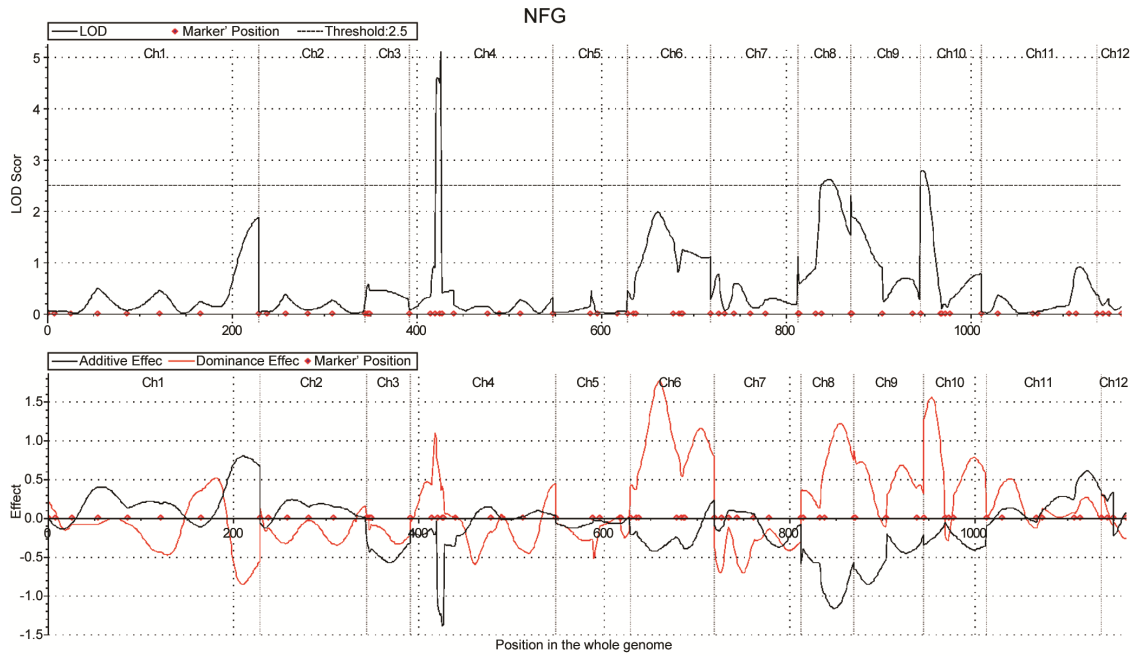 NFG
LOD Marker' Position Threshold:2.5
Ch1 Ch2 Ch3 Ch4 Ch5 Ch6 Ch7 Ch8 Ch9 Ch10 Ch11 Ch12
5
4
3
2
1
0
LOD Scor
0 200 400 600 800 1000
Additive Effec Dominance Effec Marker' Position
Ch1 Ch2 Ch3 Ch4 Ch5 Ch6 Ch7 Ch8 Ch9 Ch10 Ch11 Ch12
1.5
1.0
0.5
0.0
-0.5
-1.0
-1.5
Effect
0 200 400 600 800 1000
Position in the whole genome